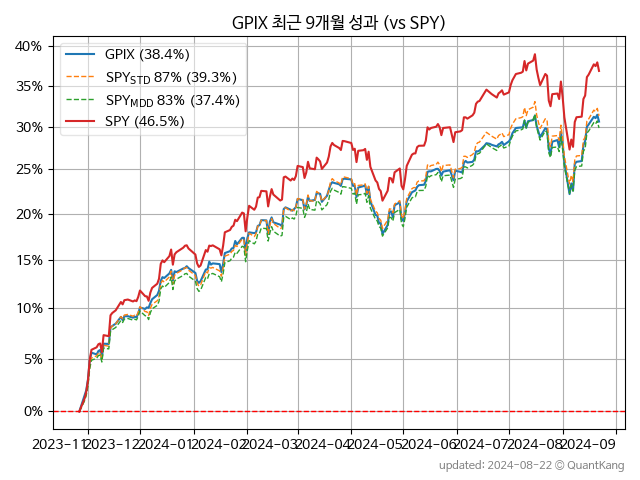 GPIX 최근 9개월 성과 (vs SPY)
GPIX (38.4%)
SPY_STD 87% (39.3%)
SPY_MDD 83% (37.4%)
SPY (46.5%)
40%
35%
30%
25%
20%
15%
10%
5%
0%
2023-11 2023-12 2024-01 2024-02 2024-03 2024-04 2024-05 2024-06 2024-07 2024-08 2024-09
updated: 2024-08-22 @ QuantKang